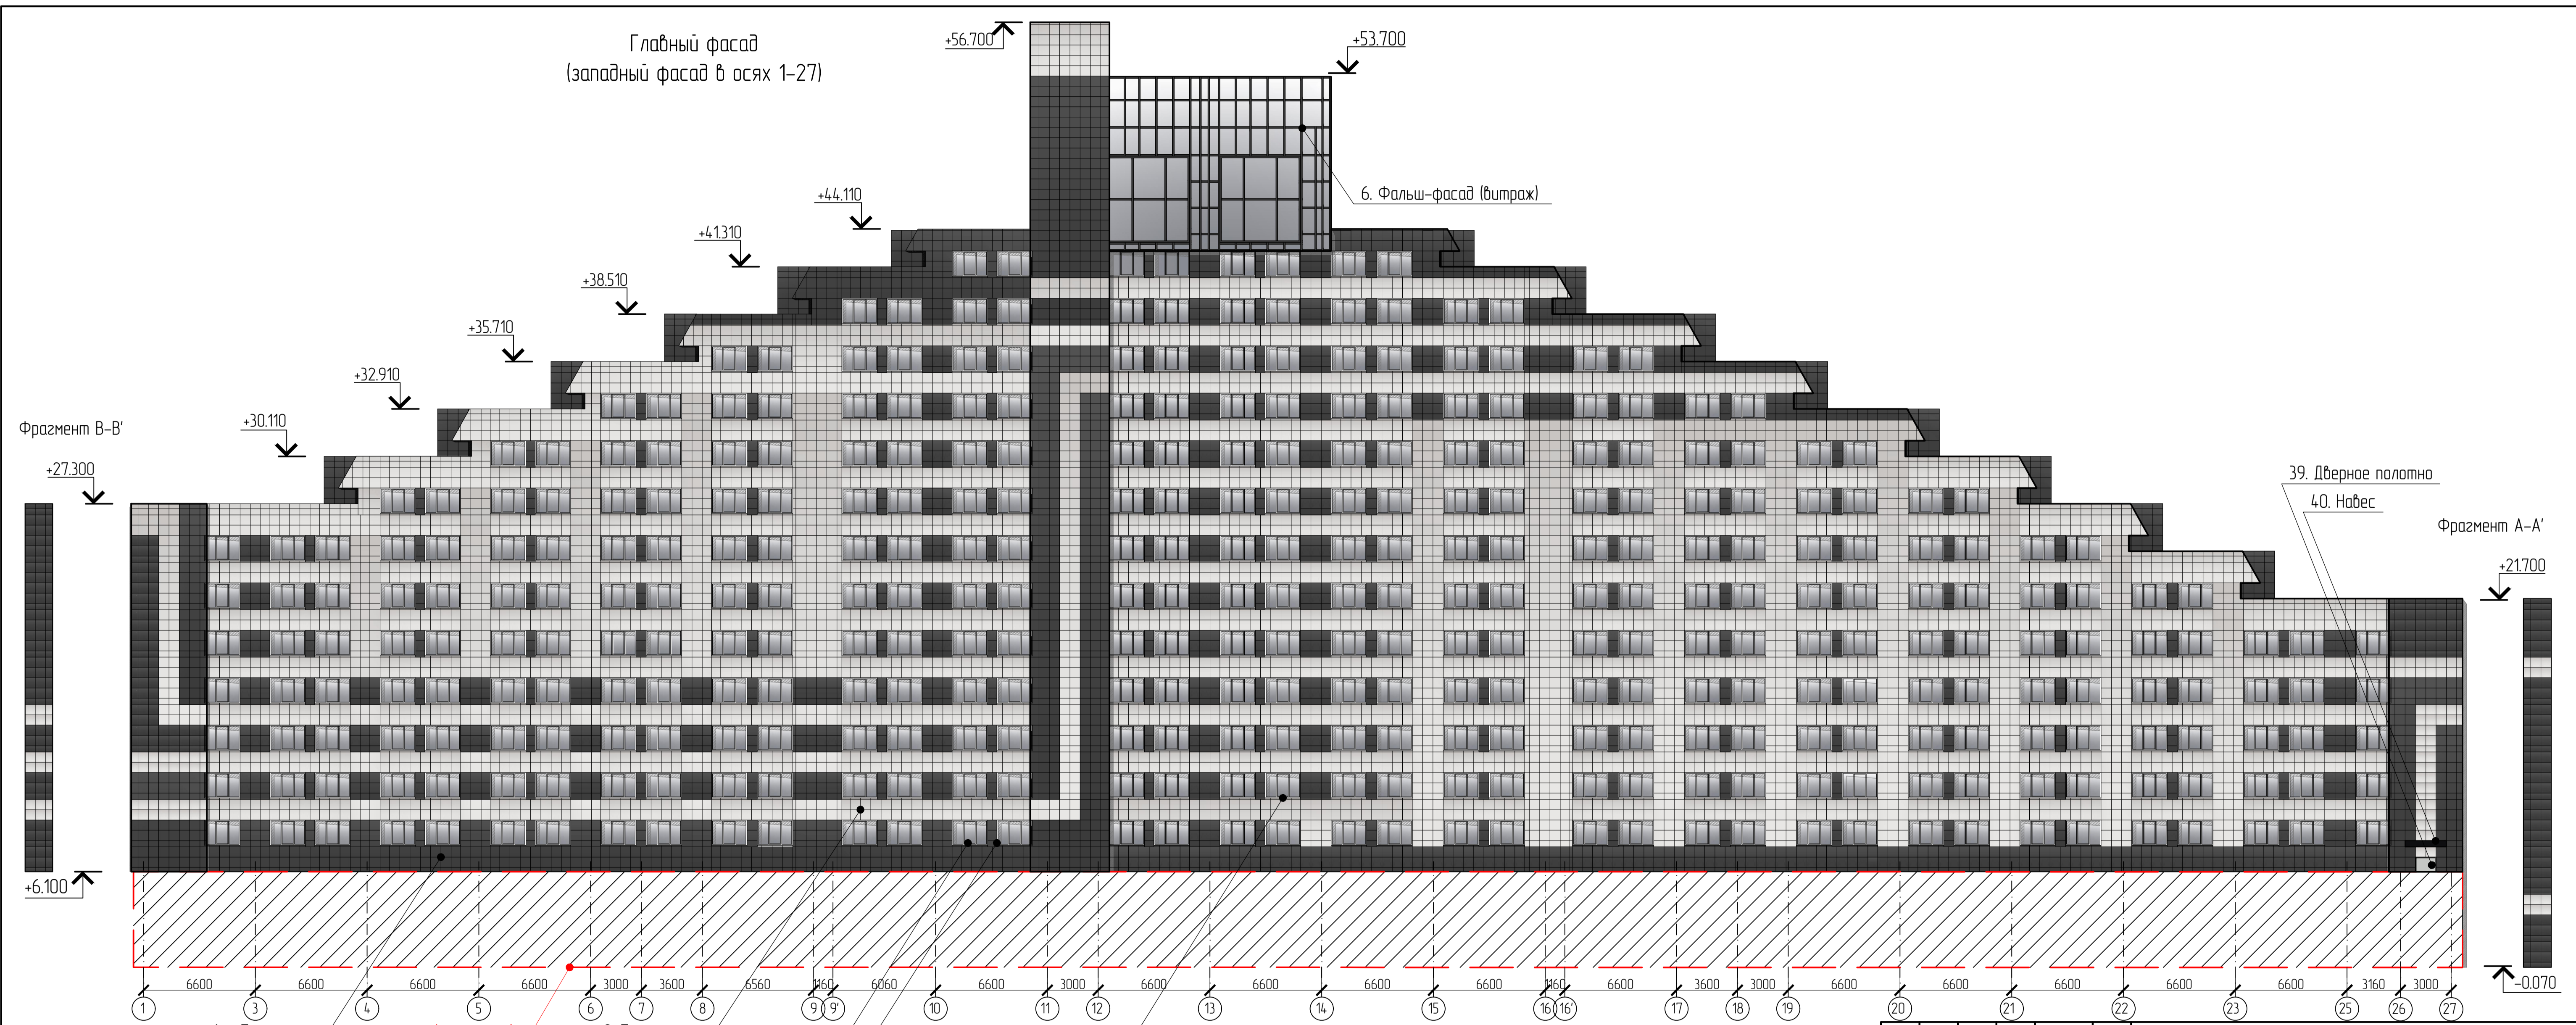 Главный фасад
(западный фасад в осях 1-27)
+56.700
+53.700
6. Фальш-фасад (витраж)
+44.110
+41.310
+38.510
+35.710
+32.910
+30.110
Фрагмент В-В'
+27.300
39. Дверное полотно
40. Навес
Фрагмент А-А'
+21.700
+6.100
-0.070
6600 6600 6600 6600 3000 3600 6560 1160 6060 6600 3000 6600 6600 6600 6600 1160 6600 3600 3000 6600 6600 6600 6600 6600 3160 3000
1 3 4 5 6 7 8 9 9' 10 11 12 13 14 15 16 16' 17 18 19 20 21 22 23 25 26 27